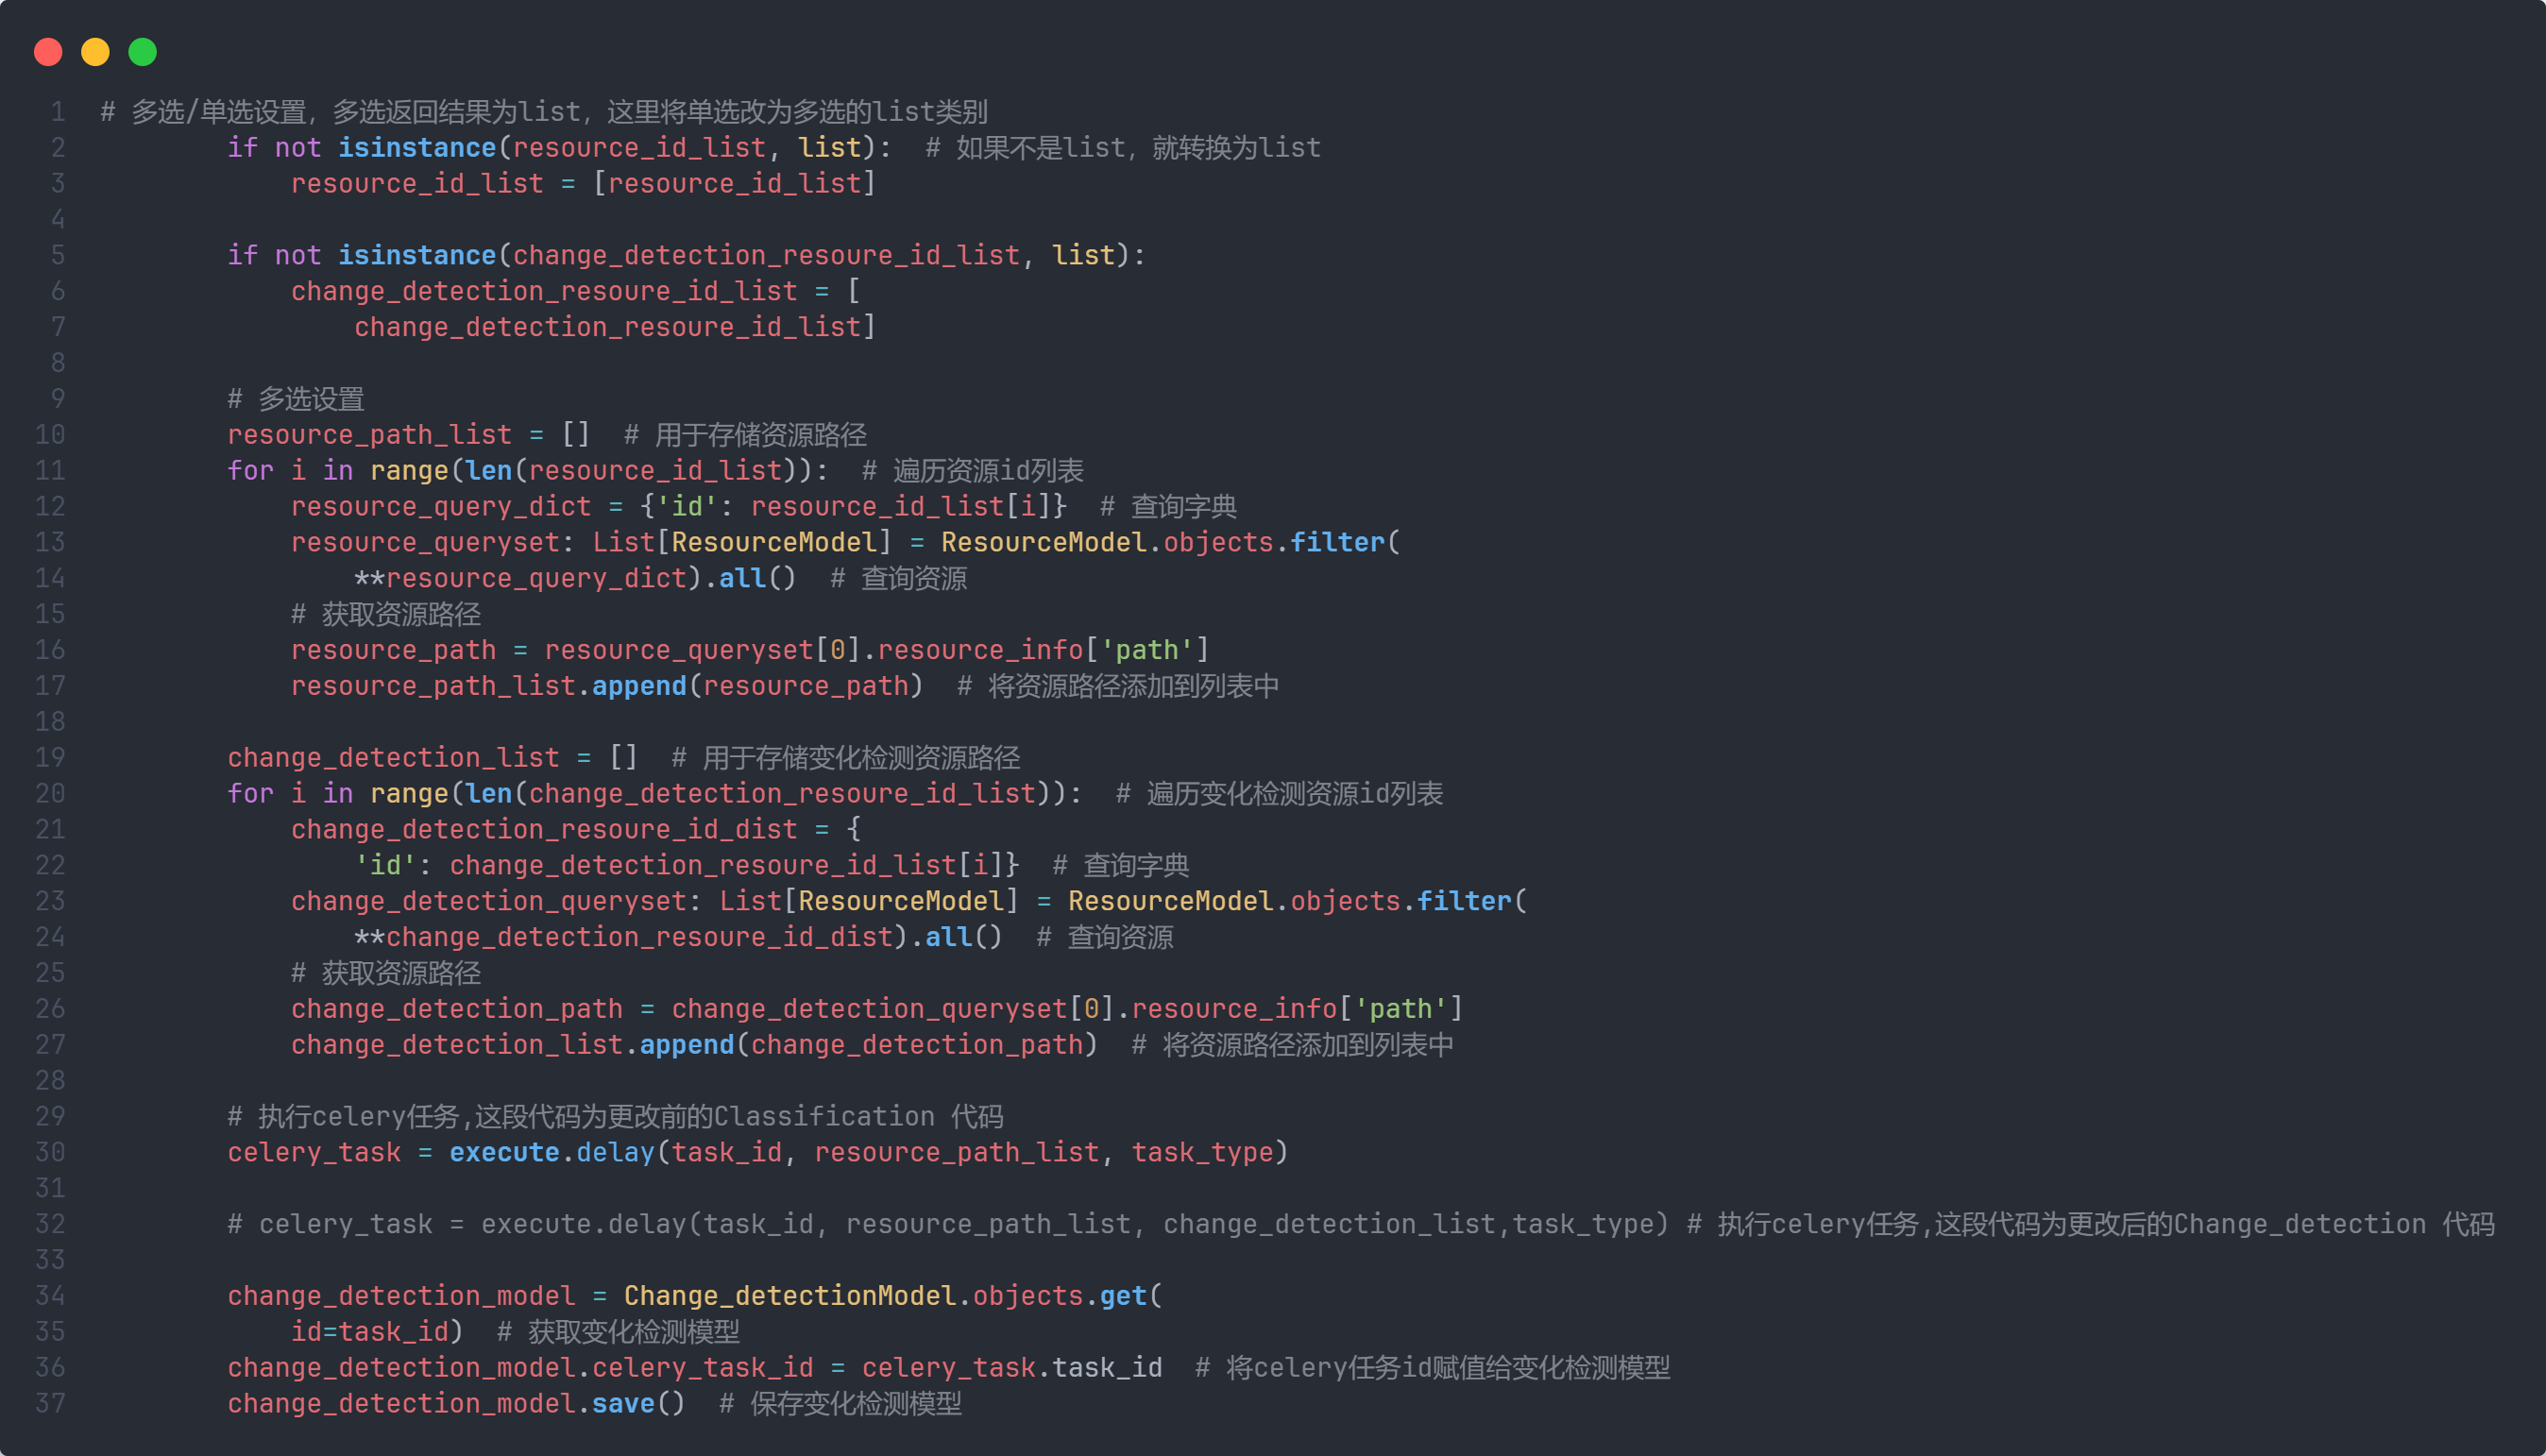 1 # 多选/单选设置，多选返回结果为list，这里将单选改为多选的list类别
2         if not isinstance(resource_id_list, list):  # 如果不是list，就转换为list
3             resource_id_list = [resource_id_list]
4
5         if not isinstance(change_detection_resoure_id_list, list):
6             change_detection_resoure_id_list = [
7                 change_detection_resoure_id_list]
8
9         # 多选设置
10         resource_path_list = []  # 用于存储资源路径
11         for i in range(len(resource_id_list)):  # 遍历资源id列表
12             resource_query_dict = {'id': resource_id_list[i]}  # 查询字典
13             resource_queryset: List[ResourceModel] = ResourceModel.objects.filter(
14                 **resource_query_dict).all()  # 查询资源
15             # 获取资源路径
16             resource_path = resource_queryset[0].resource_info['path']
17             resource_path_list.append(resource_path)  # 将资源路径添加到列表中
18
19         change_detection_list = []  # 用于存储变化检测资源路径
20         for i in range(len(change_detection_resoure_id_list)):  # 遍历变化检测资源id列表
21             change_detection_resoure_id_dist = {
22                 'id': change_detection_resoure_id_list[i]}  # 查询字典
23             change_detection_queryset: List[ResourceModel] = ResourceModel.objects.filter(
24                 **change_detection_resoure_id_dist).all()  # 查询资源
25             # 获取资源路径
26             change_detection_path = change_detection_queryset[0].resource_info['path']
27             change_detection_list.append(change_detection_path)  # 将资源路径添加到列表中
28
29         # 执行celery任务,这段代码为更改前的Classification 代码
30         celery_task = execute.delay(task_id, resource_path_list, task_type)
31
32         # celery_task = execute.delay(task_id, resource_path_list, change_detection_list,task_type) # 执行celery任务,这段代码为更改后的Change_detection 代码
33
34         change_detection_model = Change_detectionModel.objects.get(
35             id=task_id)  # 获取变化检测模型
36         change_detection_model.celery_task_id = celery_task.task_id  # 将celery任务id赋值给变化检测模型
37         change_detection_model.save()  # 保存变化检测模型